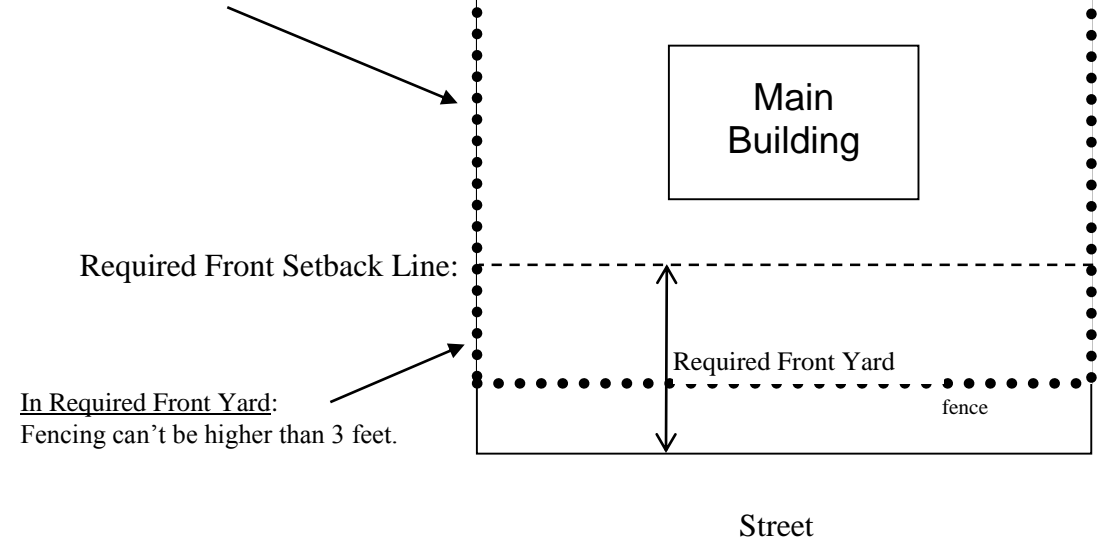 Main
Building
Required Front Setback Line:
Required Front Yard
In Required Front Yard:
fence
Fencing can’t be higher than 3 feet.
Street